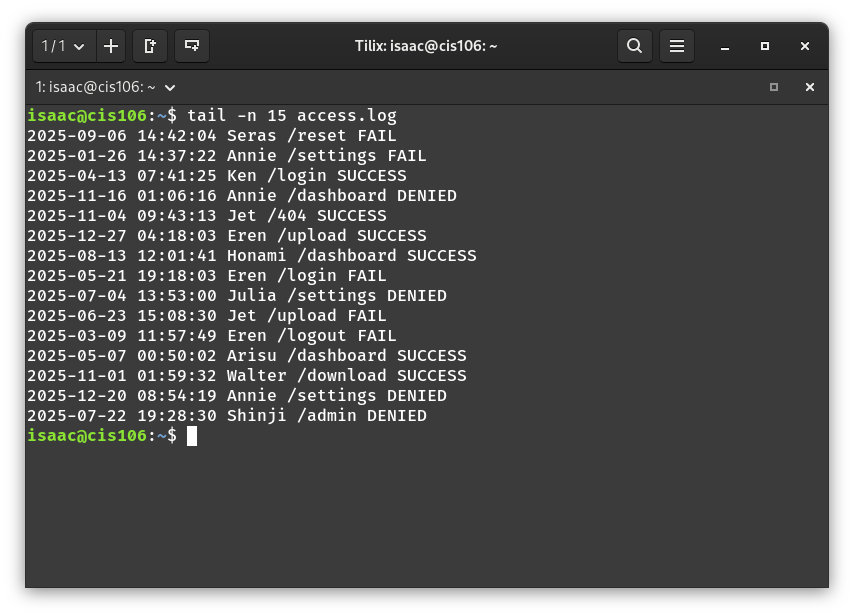 1/1
Tilix: isaac@cis106: ~
1: isaac@cis106: ~
isaac@cis106:~$ tail -n 15 access.log
2025-09-06 14:42:04 Seras /reset FAIL
2025-01-26 14:37:22 Annie /settings FAIL
2025-04-13 07:41:25 Ken /login SUCCESS
2025-11-16 01:06:16 Annie /dashboard DENIED
2025-11-04 09:43:13 Jet /404 SUCCESS
2025-12-27 04:18:03 Eren /upload SUCCESS
2025-08-13 12:01:41 Honami /dashboard SUCCESS
2025-05-21 19:18:03 Eren /login FAIL
2025-07-04 13:53:00 Julia /settings DENIED
2025-06-23 15:08:30 Jet /upload FAIL
2025-03-09 11:57:49 Eren /logout FAIL
2025-05-07 00:50:02 Arisu /dashboard SUCCESS
2025-11-01 01:59:32 Walter /download SUCCESS
2025-12-20 08:54:19 Annie /settings DENIED
2025-07-22 19:28:30 Shinji /admin DENIED
isaac@cis106:~$